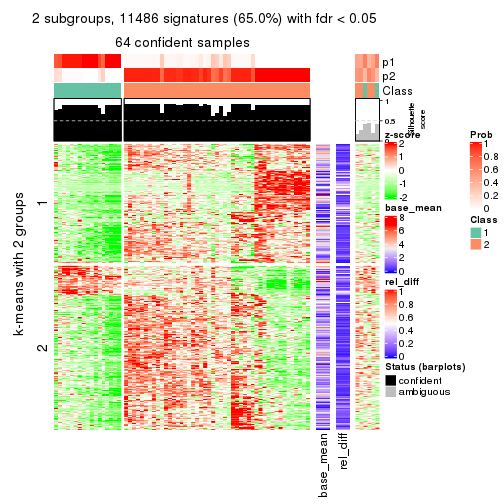 2 subgroups, 11486 signatures (65.0%) with fdr < 0.05
64 confident samples
p1
p2
Class
1
0.5
0
Silhouette
score
k-means with 2 groups
1
2
base_mean
rel_diff
z-score
2
1
0
-1
-2
base_mean
8
6
4
2
0
rel_diff
1
0.8
0.6
0.4
0.2
0
Status (barplots)
confident
ambiguous
Prob
1
0.8
0.6
0.4
0.2
0
Class
1
2